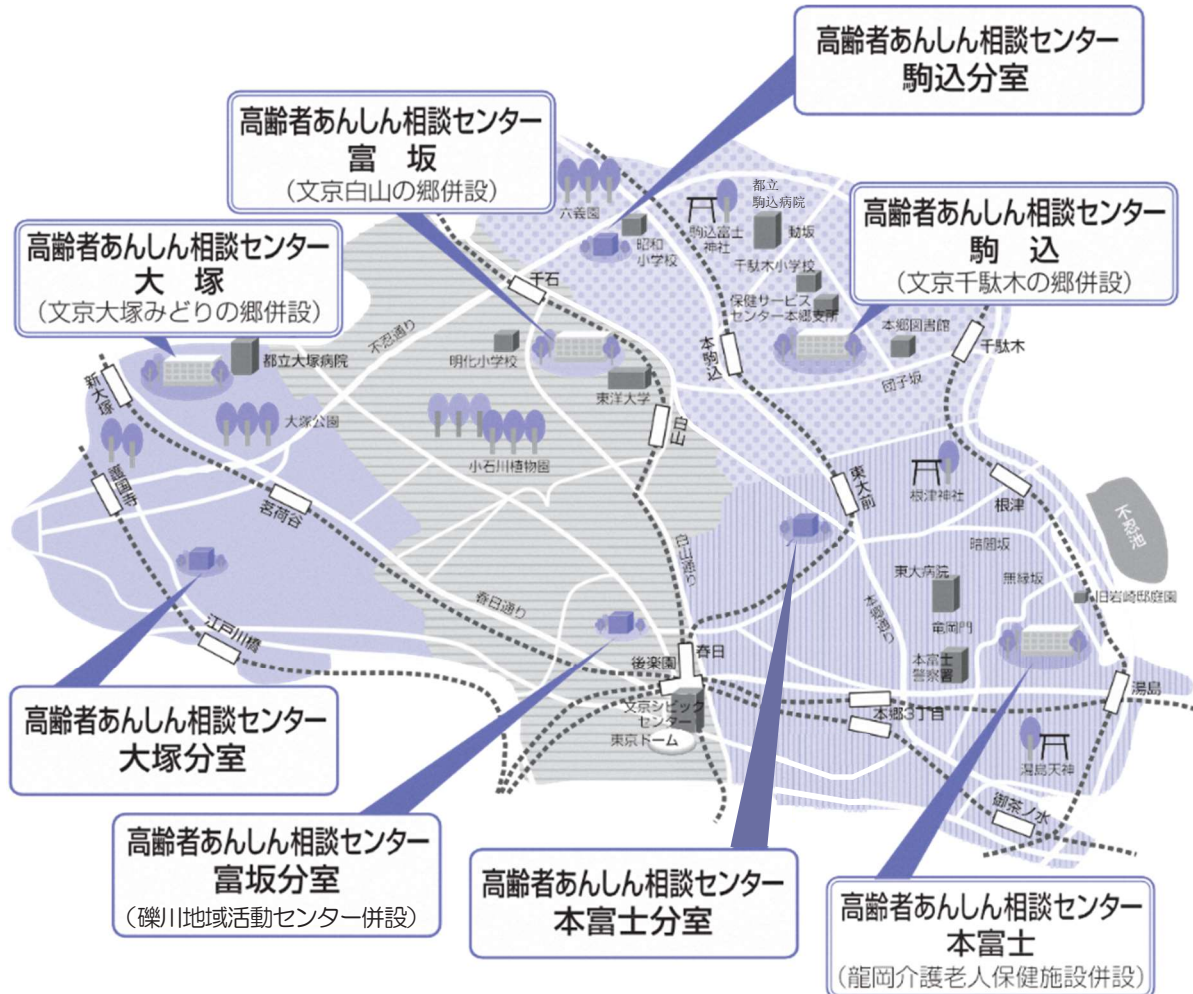 高齢者あんしん相談センター
駒込分室
高齢者あんしん相談センター
富　坂
（文京白山の郷併設）
高齢者あんしん相談センター
駒　込
（文京千駄木の郷併設）
高齢者あんしん相談センター
大　塚
（文京大塚みどりの郷併設）
六義園
昭和
小学校
駒込富士
神社
都立
駒込病院
動坂
千駄木小学校
保健サービス
センター本郷支所
本郷図書館
千駄木
団子坂
千石
不忍通り
明化小学校
東洋大学
本駒込
白山
都立大塚病院
新大塚
大塚公園
護国寺
茗荷谷
小石川植物園
東大前
根津神社
根津
不忍池
暗闇坂
無縁坂
旧岩崎邸庭園
東大病院
竜岡門
本富士
警察署
白山通り
本郷通り
春日通り
江戸川橋
後楽園
春日
文京シビック
センター
東京ドーム
本郷3丁目
湯島
湯島天神
御茶ノ水
高齢者あんしん相談センター
大塚分室
高齢者あんしん相談センター
富坂分室
（礫川地域活動センター併設）
高齢者あんしん相談センター
本富士分室
高齢者あんしん相談センター
本富士
（龍岡介護老人保健施設併設）